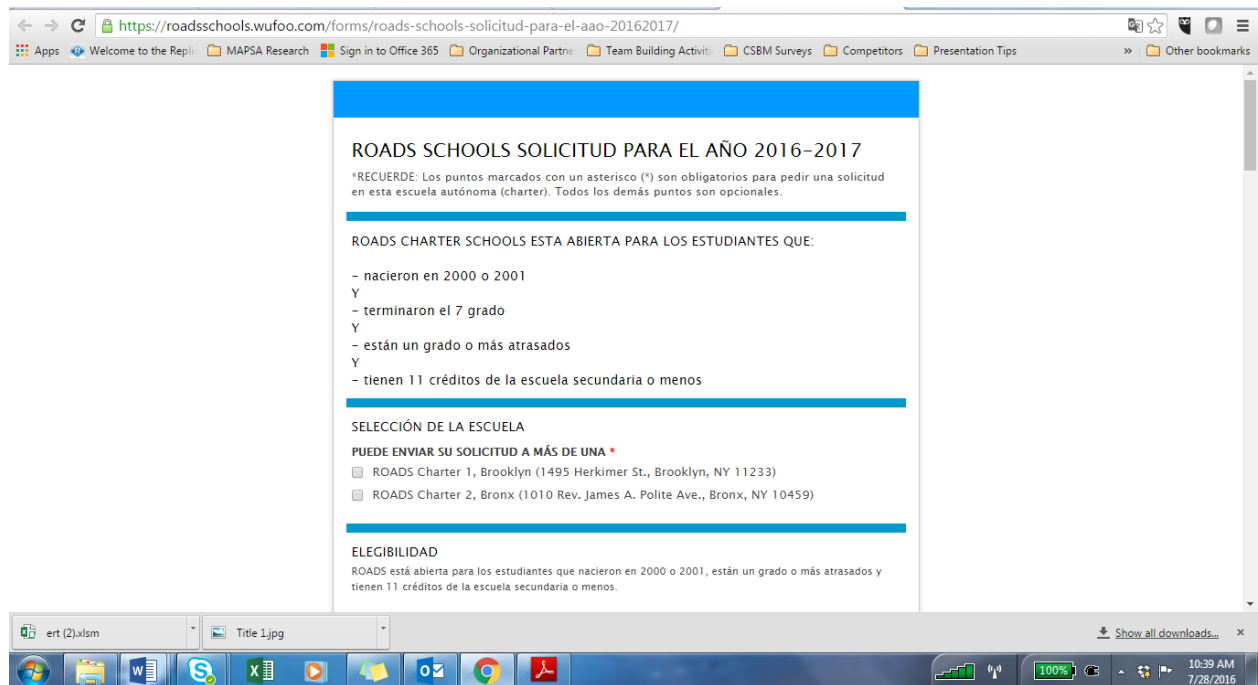 https://roadsschools.wufoo.com/forms/roads-schools-solicitud-para-el-aao-20162017/
Apps Welcome to the Repli MAPSA Research Sign in to Office 365 Organizational Partne Team Building Activiti CSBM Surveys Competitors Presentation Tips » Other bookmarks
ROADS SCHOOLS SOLICITUD PARA EL AÑO 2016-2017
*RECUERDE: Los puntos marcados con un asterisco (*) son obligatorios para pedir una solicitud
en esta escuela autónoma (charter). Todos los demás puntos son opcionales.
ROADS CHARTER SCHOOLS ESTA ABIERTA PARA LOS ESTUDIANTES QUE:
- nacieron en 2000 o 2001
Y
- terminaron el 7 grado
Y
- están un grado o más atrasados
Y
- tienen 11 créditos de la escuela secundaria o menos
SELECCIÓN DE LA ESCUELA
PUEDE ENVIAR SU SOLICITUD A MÁS DE UNA *
ROADS Charter 1, Brooklyn (1495 Herkimer St., Brooklyn, NY 11233)
ROADS Charter 2, Bronx (1010 Rev. James A. Polite Ave., Bronx, NY 10459)
ELEGIBILIDAD
ROADS está abierta para los estudiantes que nacieron en 2000 o 2001, están un grado o más atrasados y
tienen 11 créditos de la escuela secundaria o menos.
ert (2).xlsm Title 1.jpg Show all downloads...
100% 10:39 AM
7/28/2016